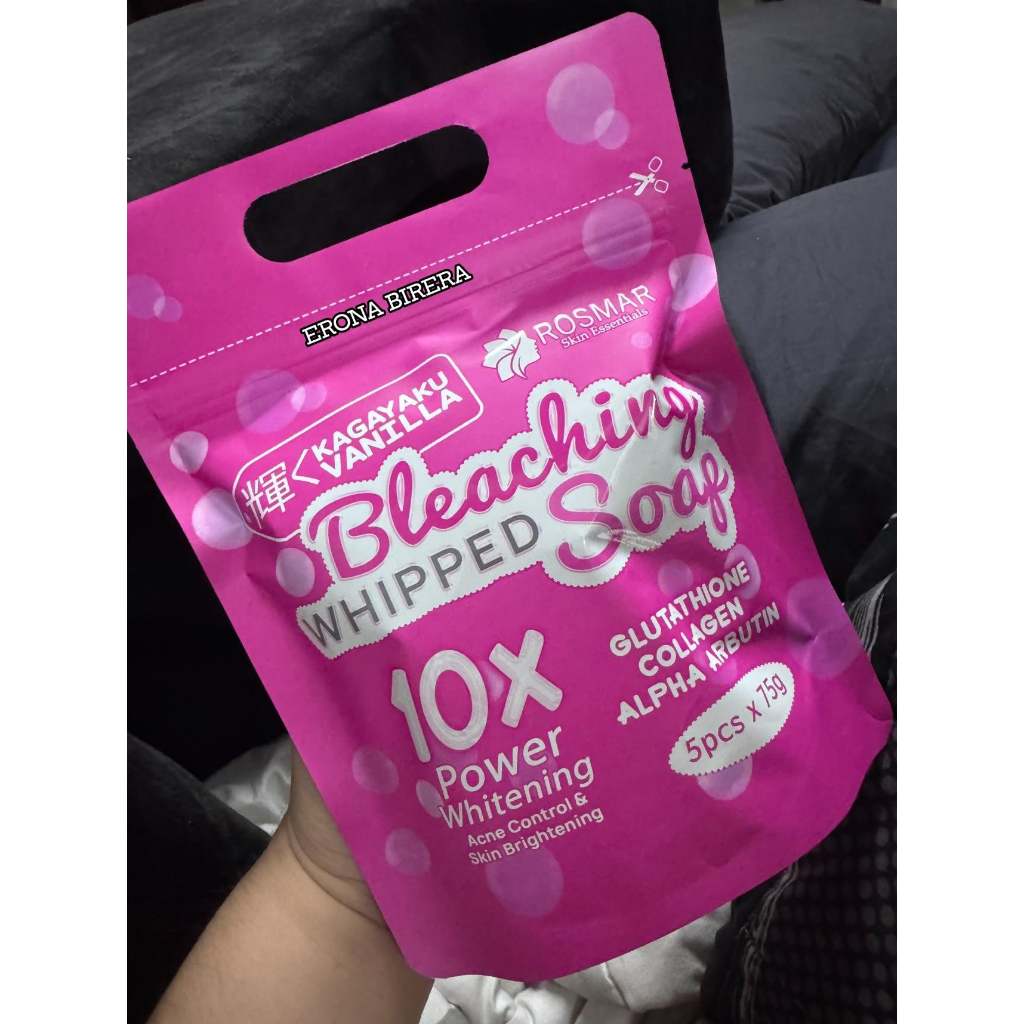 ERONA BIRERA
ROSMAR
Skin Essentials
輝く
KAGAYAKU
VANILLA
Bleaching
WHIPPED Soap
GLUTATHIONE
COLLAGEN
ALPHA ARBUTIN
5pcs x 75g
10x
Power
Whitening
Acne Control &
Skin Brightening